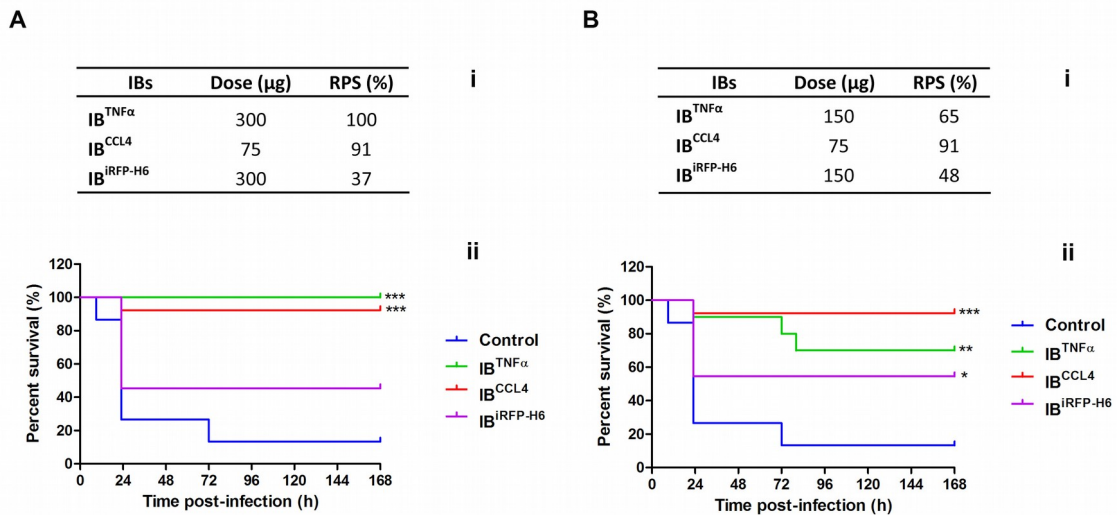 A
i
IBs Dose (µg) RPS (%)
IB^TNFα 300 100
IB^CCL4 75 91
IB^iRFP-H6 300 37
ii
120
100
80
60
40
20
0
Percent survival (%)
0 24 48 72 96 120 144 168
Time post-infection (h)
***
***
Control
IB^TNFα
IB^CCL4
IB^iRFP-H6
B
i
IBs Dose (µg) RPS (%)
IB^TNFα 150 65
IB^CCL4 75 91
IB^iRFP-H6 150 48
ii
120
100
80
60
40
20
0
Percent survival (%)
0 24 48 72 96 120 144 168
Time post-infection (h)
***
**
*
Control
IB^TNFα
IB^CCL4
IB^iRFP-H6